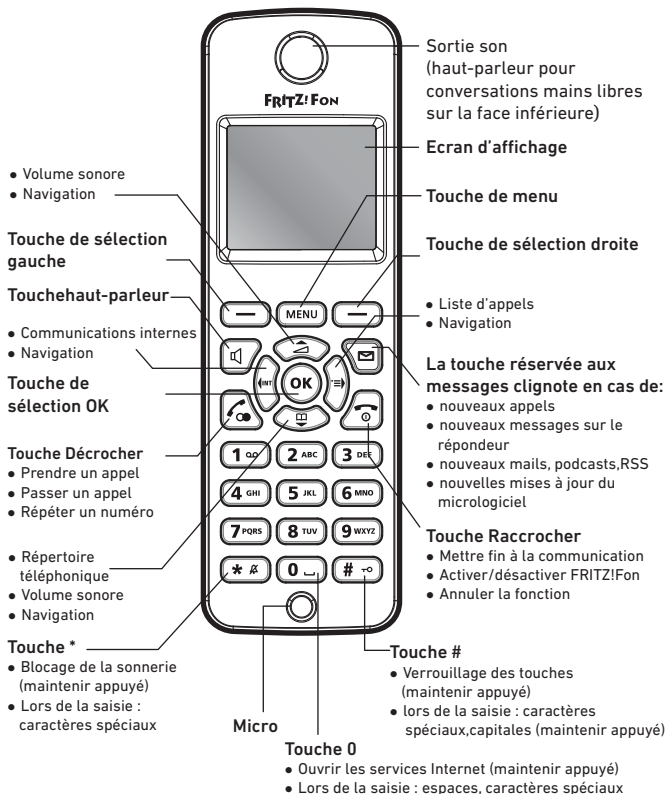 Sortie son
(haut-parleur pour
conversations mains libres
sur la face inférieure)
FRITZ! FON
Ecran d'affichage
• Volume sonore
• Navigation
Touche de menu
Touche de sélection
gauche
Touche de sélection droite
Touchehaut-parleur
MENU
• Liste d'appels
• Navigation
• Communications internes
• Navigation
INT
OK
La touche réservée aux
messages clignote en cas de:
• nouveaux appels
• nouveaux messages sur le
répondeur
• nouveaux mails, podcasts,RSS
• nouvelles mises à jour du
micrologiciel
Touche de
sélection OK
Touche Décrocher
• Prendre un appel
• Passer un appel
• Répéter un numéro
1
2 ABC
3 DEF
4 GHI
5 JKL
6 MNO
7 PQRS
8 TUV
9 WXYZ
*
0
#
Touche Raccrocher
• Mettre fin à la communication
• Activer/désactiver FRITZ!Fon
• Annuler la fonction
• Répertoire
téléphonique
• Volume sonore
• Navigation
Touche *
• Blocage de la sonnerie
(maintenir appuyé)
• Lors de la saisie :
caractères spéciaux
Micro
Touche #
• Verrouillage des touches
(maintenir appuyé)
• lors de la saisie : caractères
spéciaux,capitales (maintenir appuyé)
Touche 0
• Ouvrir les services Internet (maintenir appuyé)
• Lors de la saisie : espaces, caractères spéciaux